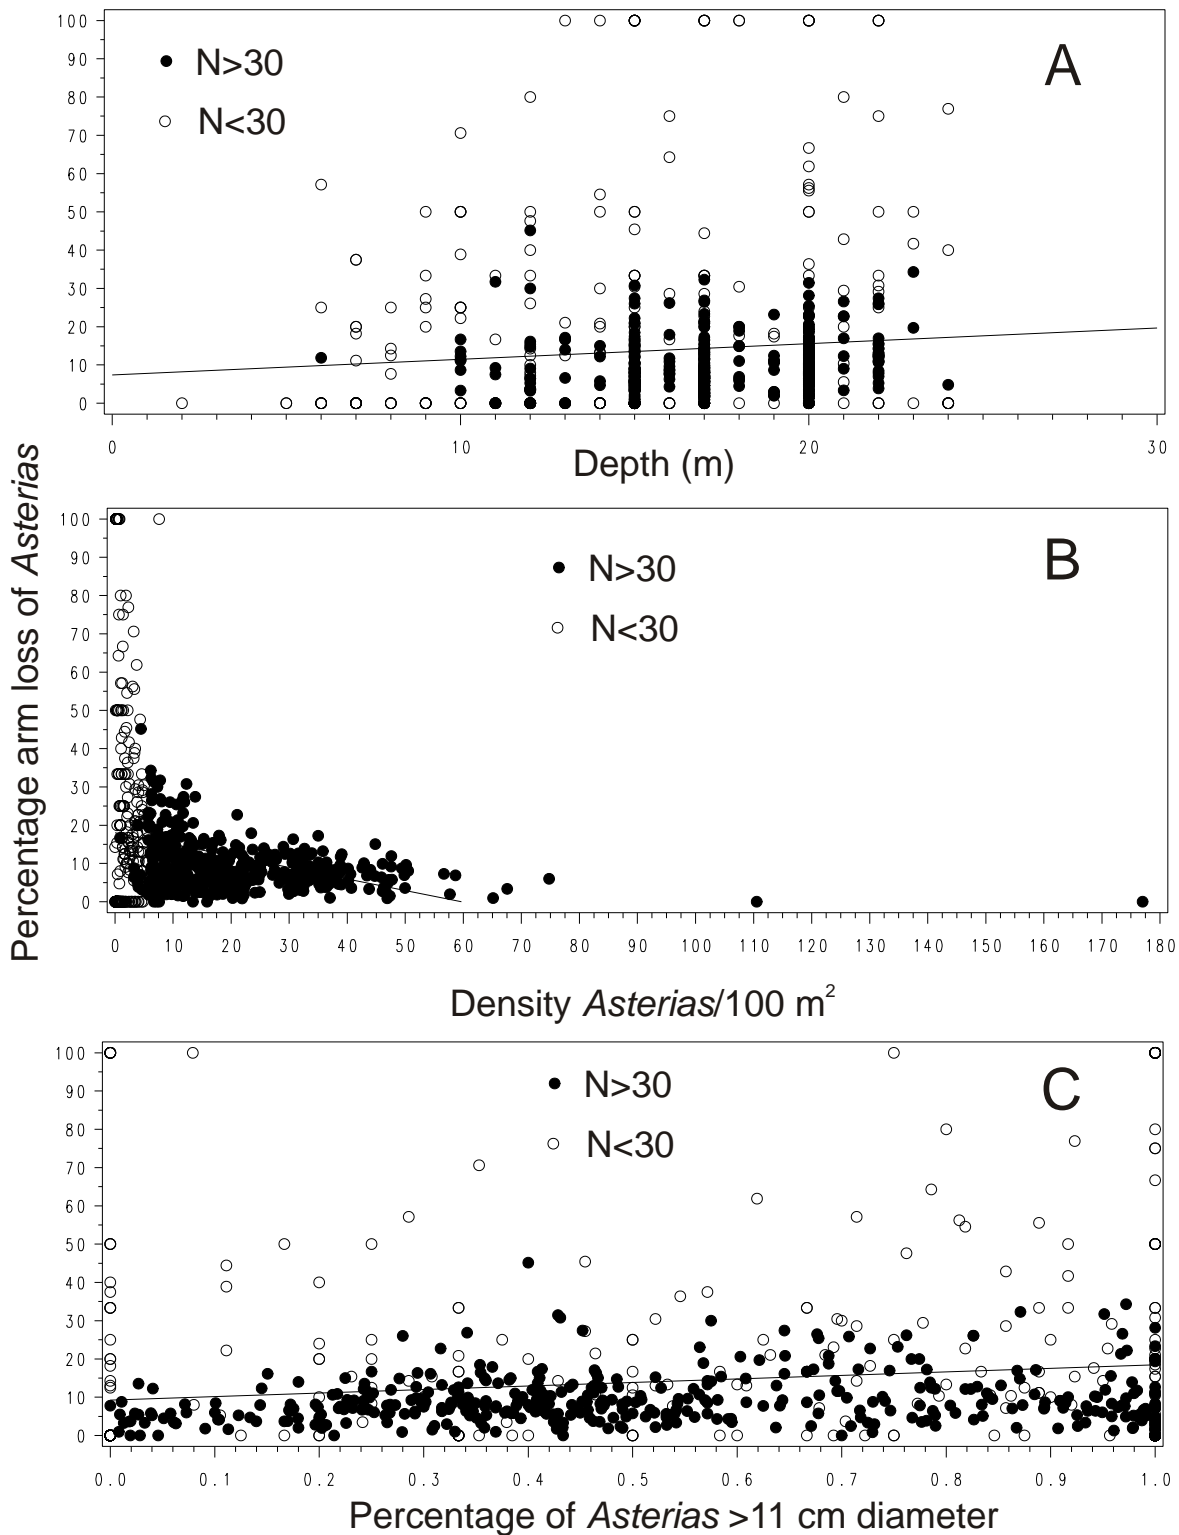 100
90
80
70
60
50
40
30
20
10
0
N>30
N<30
A
0 10 20 30
Depth (m)
Percentage arm loss of Asterias
100
90
80
70
60
50
40
30
20
10
0
N>30
N<30
B
0 10 20 30 40 50 60 70 80 90 100 110 120 130 140 150 160 170 180
Density Asterias/100 m²
100
90
80
70
60
50
40
30
20
10
0
N>30
N<30
C
0.0 0.1 0.2 0.3 0.4 0.5 0.6 0.7 0.8 0.9 1.0
Percentage of Asterias >11 cm diameter